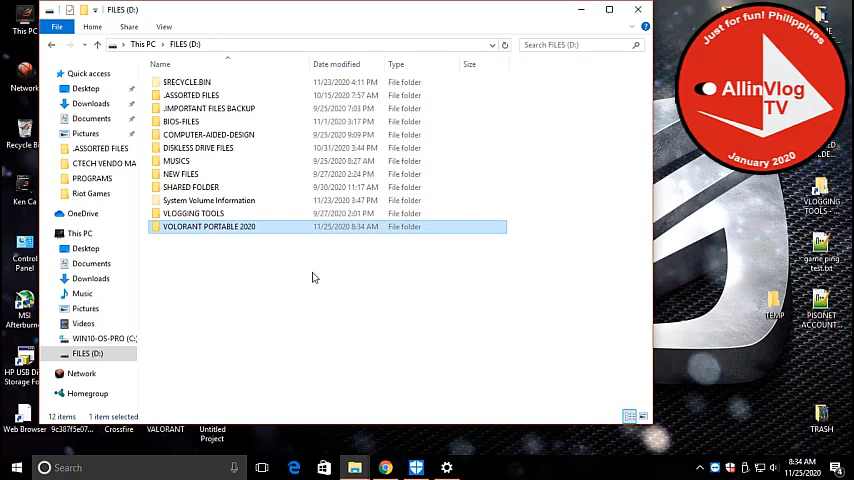 FILES (D:)
File
Home
Share
View
This PC
FILES (D:)
Search FILES (D:)
Name
Date modified
Type
Size
Quick access
Desktop
Downloads
Documents
Pictures
.ASSORTED FILES
CTECH VENDO MA
PROGRAMS
Riot Games
OneDrive
This PC
Desktop
Documents
Downloads
Music
Pictures
Videos
WIN10-OS-PRO (C:)
FILES (D:)
Network
Homegroup
$RECYCLE.BIN 11/23/2020 4:11 PM File folder
.ASSORTED FILES 10/15/2020 7:57 AM File folder
.IMPORTANT FILES BACKUP 9/25/2020 7:03 PM File folder
BIOS-FILES 11/1/2020 3:17 PM File folder
COMPUTER-AIDED-DESIGN 9/25/2020 9:09 PM File folder
DISKLESS DRIVE FILES 10/31/2020 3:44 PM File folder
MUSICS 9/25/2020 8:27 AM File folder
NEW FILES 9/27/2020 2:24 PM File folder
SHARED FOLDER 9/30/2020 11:17 AM File folder
System Volume Information 11/23/2020 3:47 PM File folder
VLOGGING TOOLS 9/27/2020 2:01 PM File folder
VOLORANT PORTABLE 2020 11/25/2020 8:34 AM File folder
12 items
1 item selected
This PC
Network
Recycle Bi
Ken Ca
Control
Panel
MSI
Afterburne
HP USB Di
Storage Fo
Web Browser
9c387f5e07...
Crossfire
VALORANT
Untitled
Project
Just for fun! Philippines
AllinVlog
TV
January 2020
VLOGGING
TOOLS -
game ping
test.txt
TEMP
PISONET
ACCOUNT...
TRASH
Search
8:34 AM
11/25/2020
4